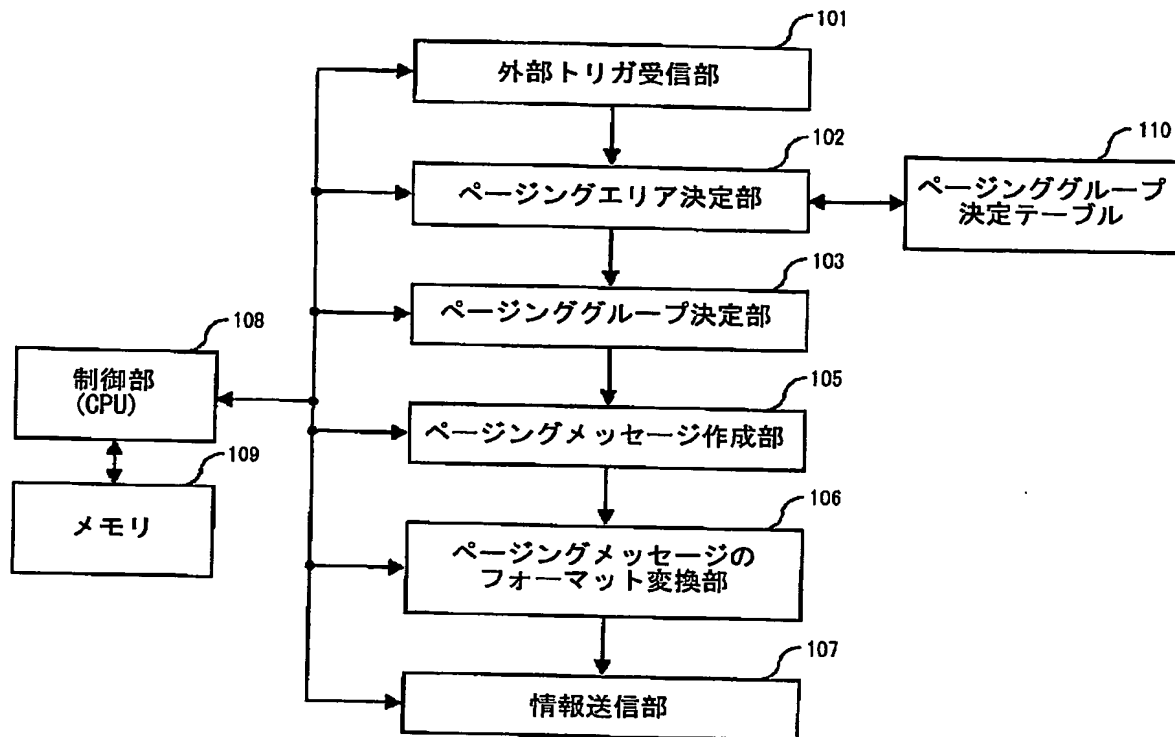 101
外部トリガ受信部
102
ページングエリア決定部
110
ページンググループ
決定テーブル
103
ページンググループ決定部
108
制御部
(CPU)
105
ページングメッセージ作成部
109
メモリ
106
ページングメッセージの
フォーマット変換部
107
情報送信部